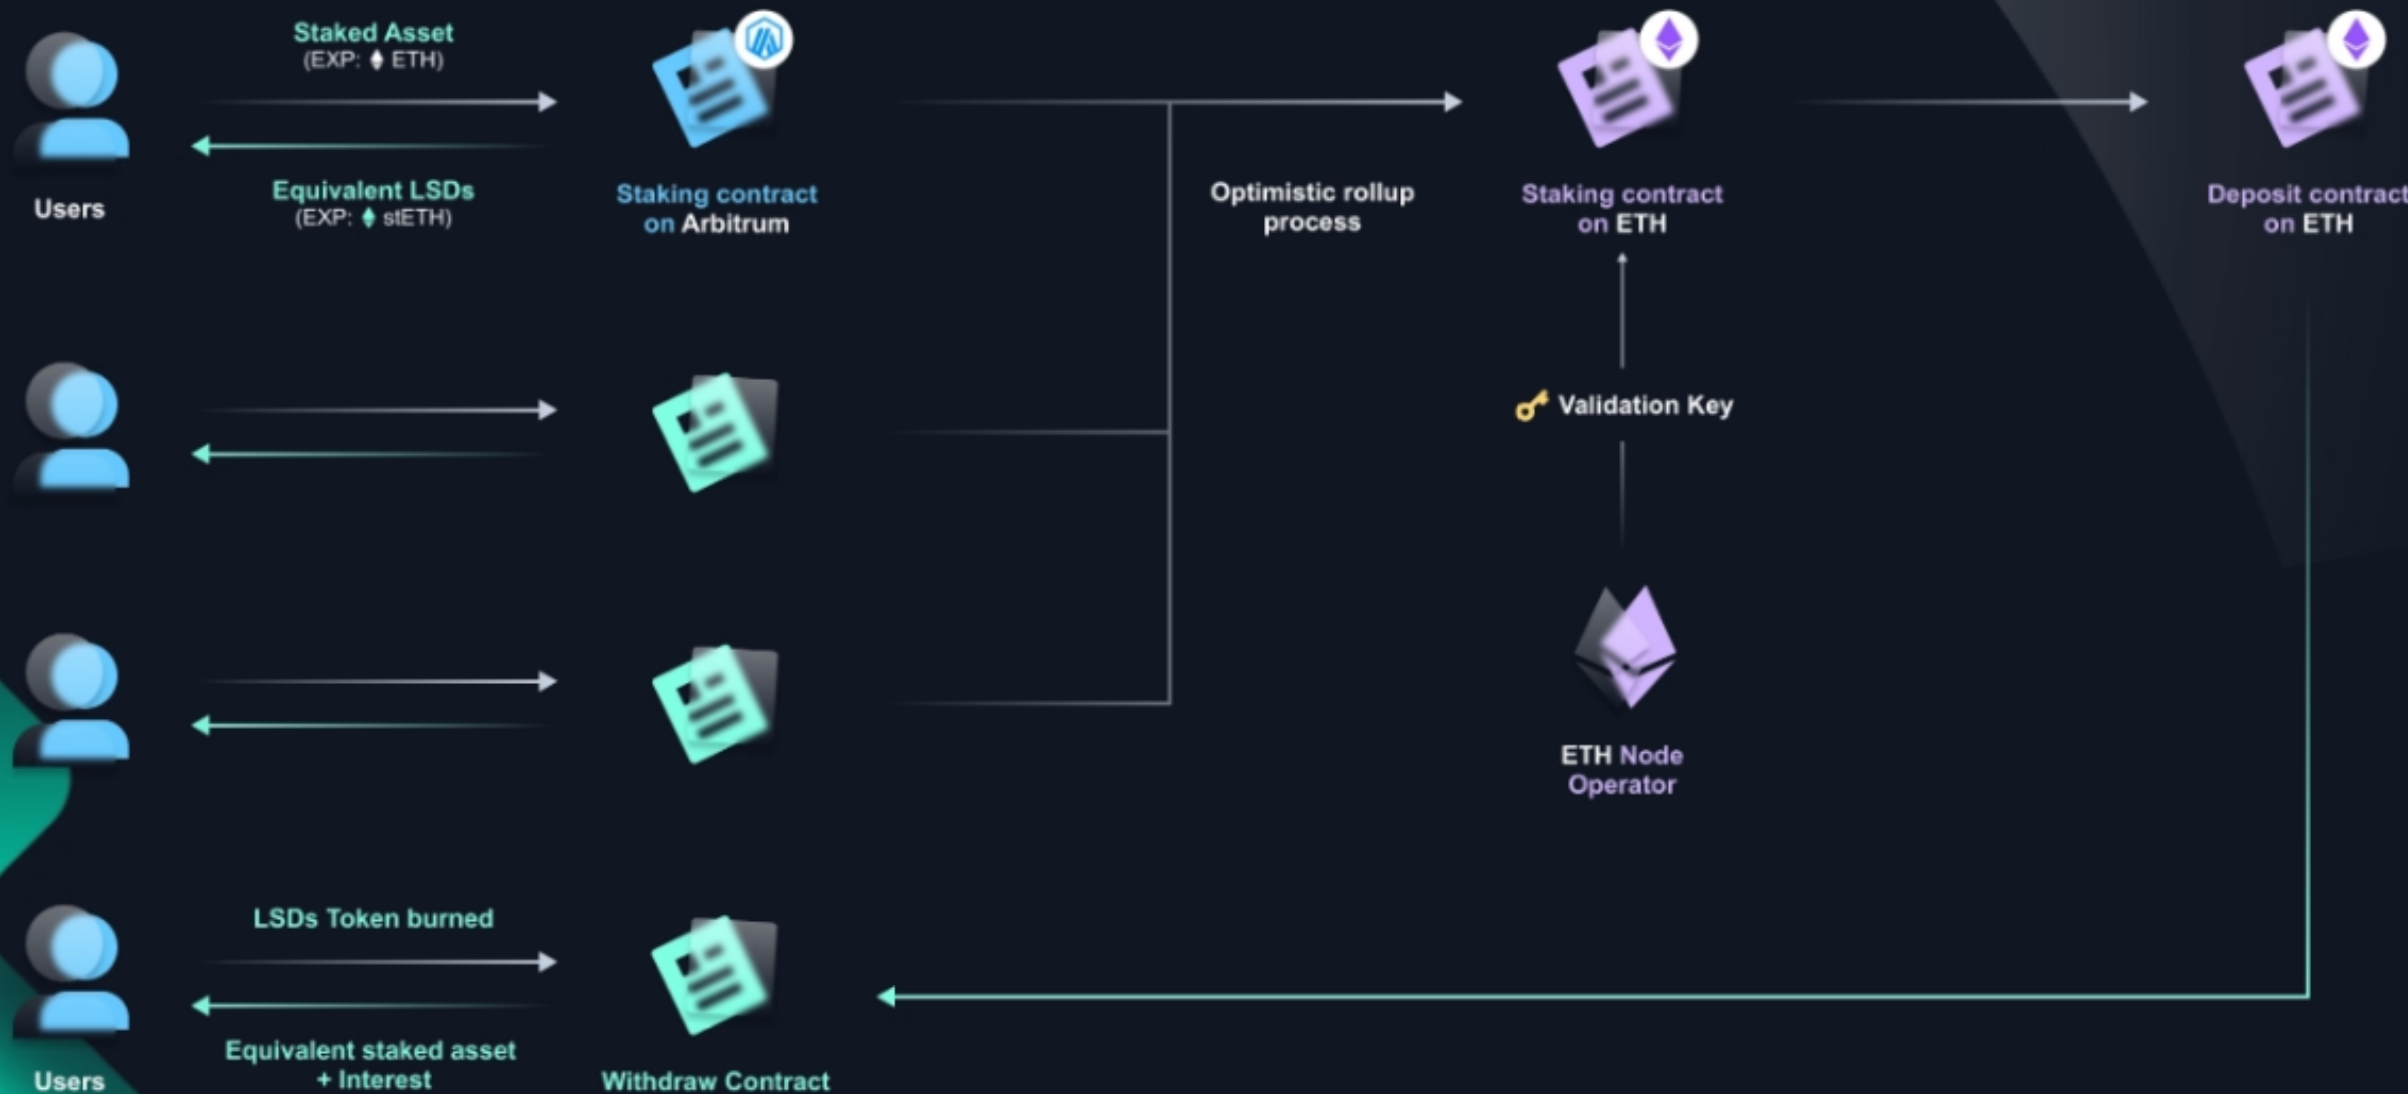 Staked Asset
(EXP: ETH)
Equivalent LSDs
(EXP: stETH)
Users
Staking contract
on Arbitrum
Optimistic rollup
process
Staking contract
on ETH
Deposit contract
on ETH
Validation Key
ETH Node
Operator
LSDs Token burned
Equivalent staked asset
+ Interest
Users
Withdraw Contract